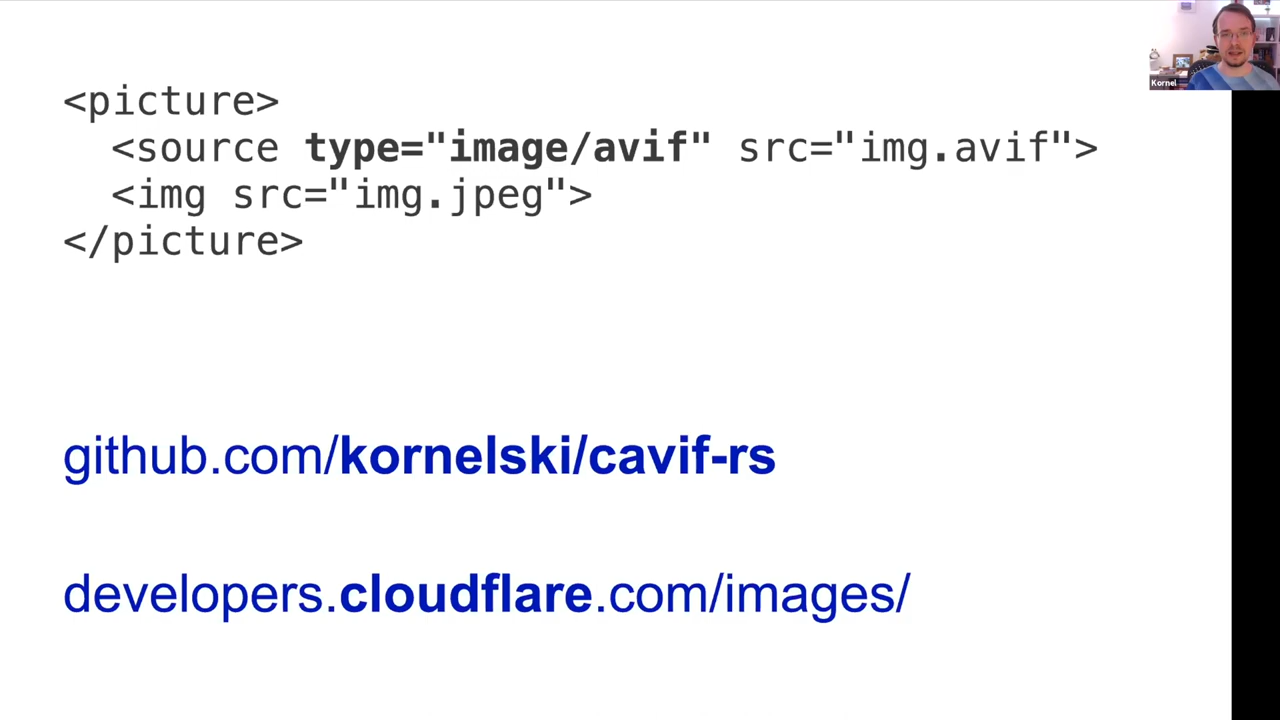 <picture>
<source type="image/avif" src="img.avif">
<img src="img.jpeg">
</picture>
github.com/kornelski/cavif-rs
developers.cloudflare.com/images/
Kornel